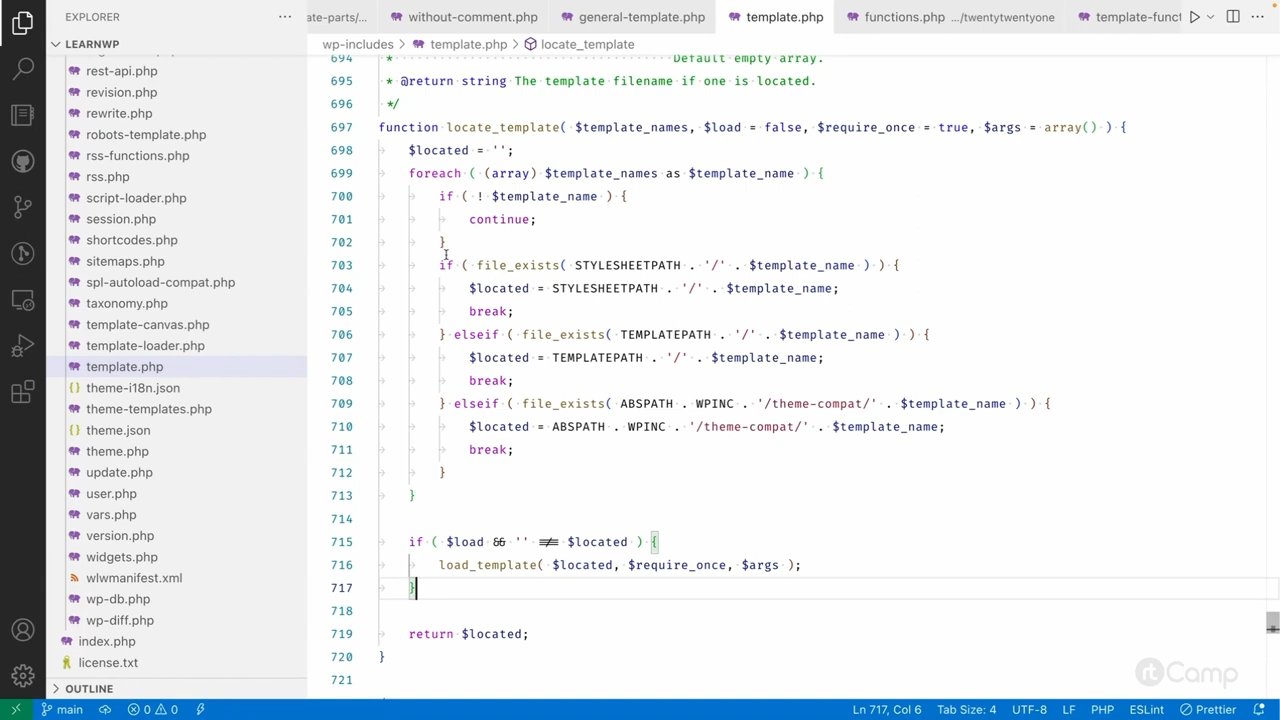 EXPLORER
ate-parts/...
without-comment.php
general-template.php
template.php
functions.php .../twentytwentyone
template-funct
LEARNWP
wp-includes > template.php > locate_template
rest-api.php
revision.php
rewrite.php
robots-template.php
rss-functions.php
rss.php
script-loader.php
session.php
shortcodes.php
sitemaps.php
spl-autoload-compat.php
taxonomy.php
template-canvas.php
template-loader.php
template.php
theme-i18n.json
theme-templates.php
theme.json
theme.php
update.php
user.php
vars.php
version.php
widgets.php
wlwmanifest.xml
wp-db.php
wp-diff.php
index.php
license.txt
OUTLINE
694 * Default empty array.
695 * @return string The template filename if one is located.
696 */
697 function locate_template( $template_names, $load = false, $require_once = true, $args = array() ) {
698 $located = '';
699 foreach ( (array) $template_names as $template_name ) {
700 if ( ! $template_name ) {
701 continue;
702 }
703 if ( file_exists( STYLESHEETPATH . '/' . $template_name ) ) {
704 $located = STYLESHEETPATH . '/' . $template_name;
705 break;
706 } elseif ( file_exists( TEMPLATEPATH . '/' . $template_name ) ) {
707 $located = TEMPLATEPATH . '/' . $template_name;
708 break;
709 } elseif ( file_exists( ABSPATH . WPINC . '/theme-compat/' . $template_name ) ) {
710 $located = ABSPATH . WPINC . '/theme-compat/' . $template_name;
711 break;
712 }
713 }
714
715 if ( $load && '' !== $located ) {
716 load_template( $located, $require_once, $args );
717 }
718
719 return $located;
720 }
721
rtCamp
main
0
0
Ln 717, Col 6
Tab Size: 4
UTF-8
LF
PHP
ESLint
Prettier